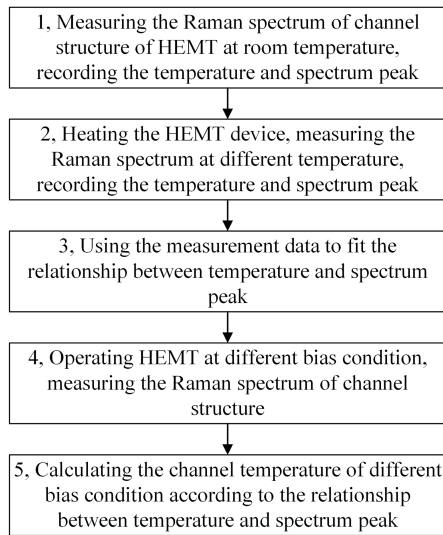 1, Measuring the Raman spectrum of channel
structure of HEMT at room temperature,
recording the temperature and spectrum peak
2, Heating the HEMT device, measuring the
Raman spectrum at different temperature,
recording the temperature and spectrum peak
3, Using the measurement data to fit the
relationship between temperature and spectrum
peak
4, Operating HEMT at different bias condition,
measuring the Raman spectrum of channel
structure
5, Calculating the channel temperature of different
bias condition according to the relationship
between temperature and spectrum peak